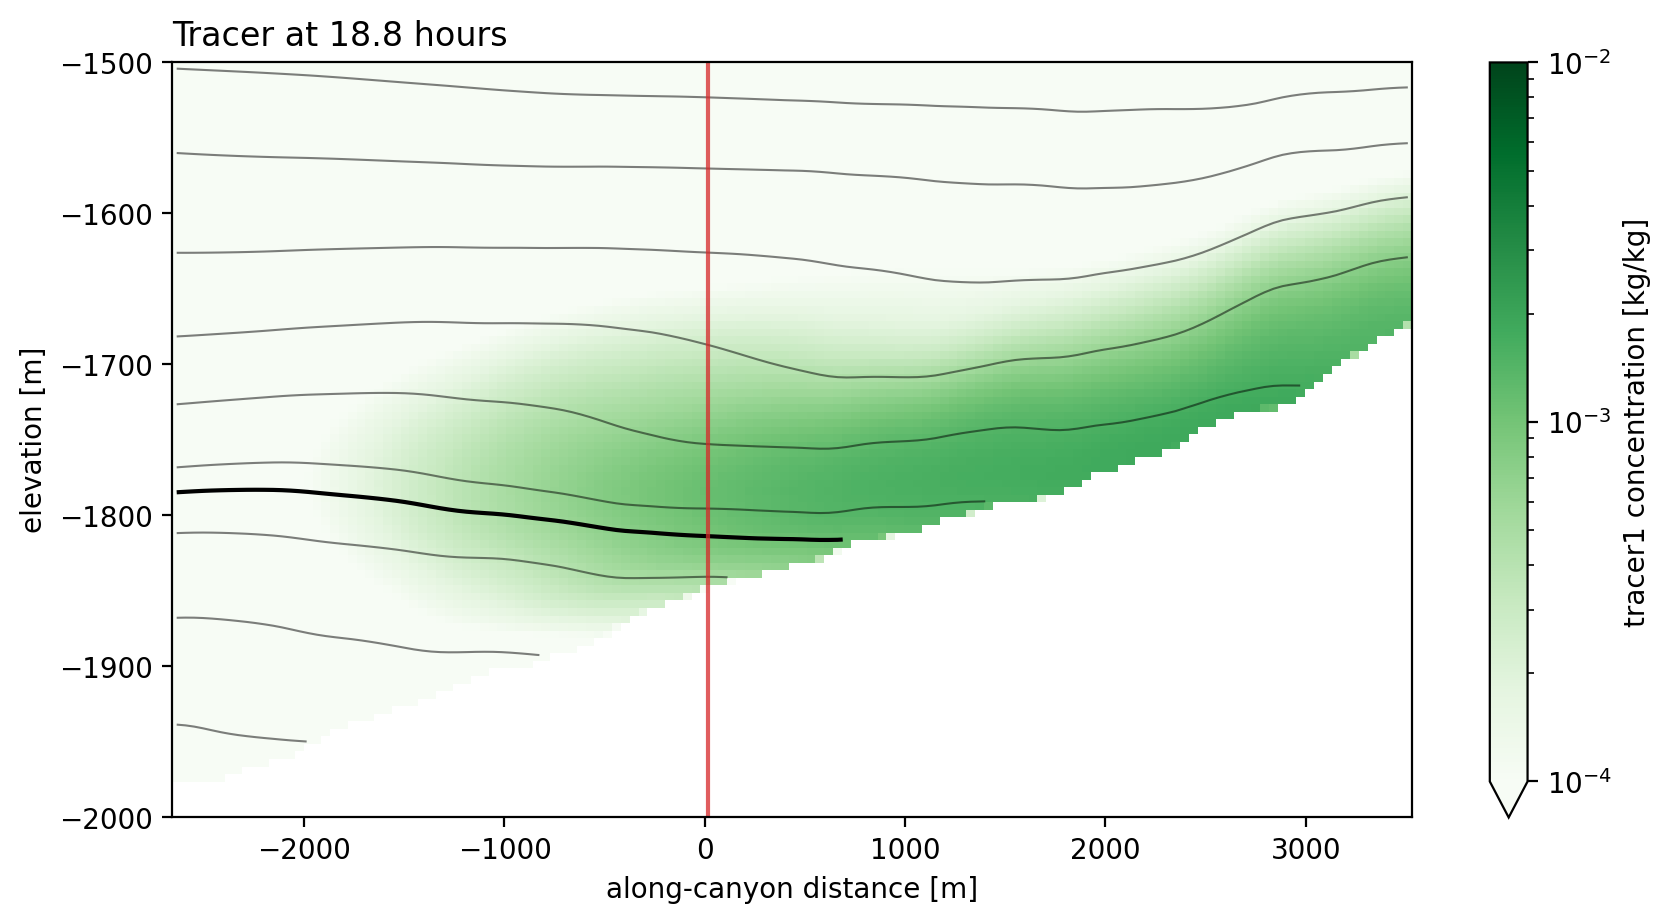 Tracer at 18.8 hours
−1500
−1600
−1700
−1800
−1900
−2000
elevation [m]
−2000 −1000 0 1000 2000 3000
along-canyon distance [m]
10⁻²
10⁻³
10⁻⁴
tracer1 concentration [kg/kg]